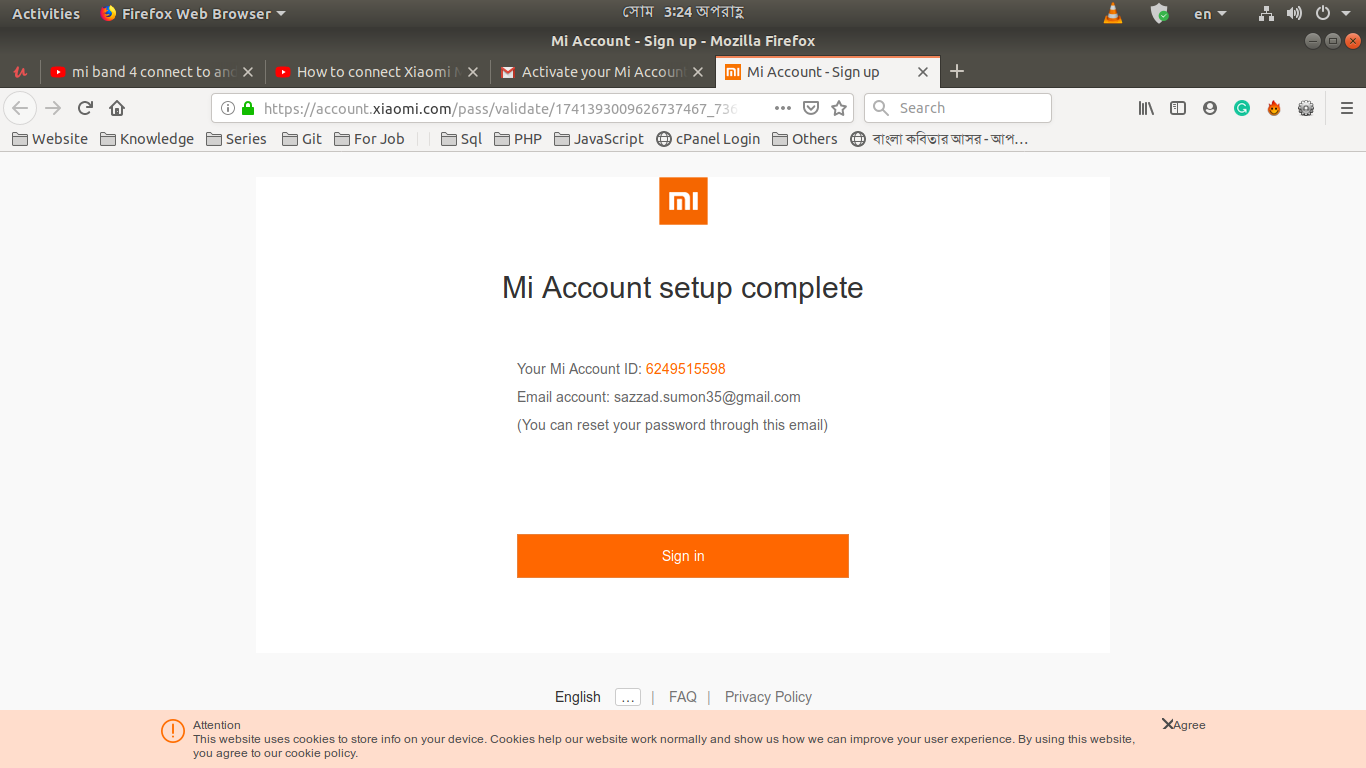 Activities Firefox Web Browser সোম 3:24 অপরাহ্ণ en
Mi Account - Sign up - Mozilla Firefox
mi band 4 connect to and How to connect Xiaomi M Activate your Mi Account Mi Account - Sign up
https://account.xiaomi.com/pass/validate/1741393009626737467_736 Search
Website Knowledge Series Git For Job Sql PHP JavaScript cPanel Login Others বাংলা কবিতার আসর - আপ…
mi
Mi Account setup complete
Your Mi Account ID: 6249515598
Email account: sazzad.sumon35@gmail.com
(You can reset your password through this email)
Sign in
English ... | FAQ | Privacy Policy
Attention
Agree
This website uses cookies to store info on your device. Cookies help our website work normally and show us how we can improve your user experience. By using this website,
you agree to our cookie policy.